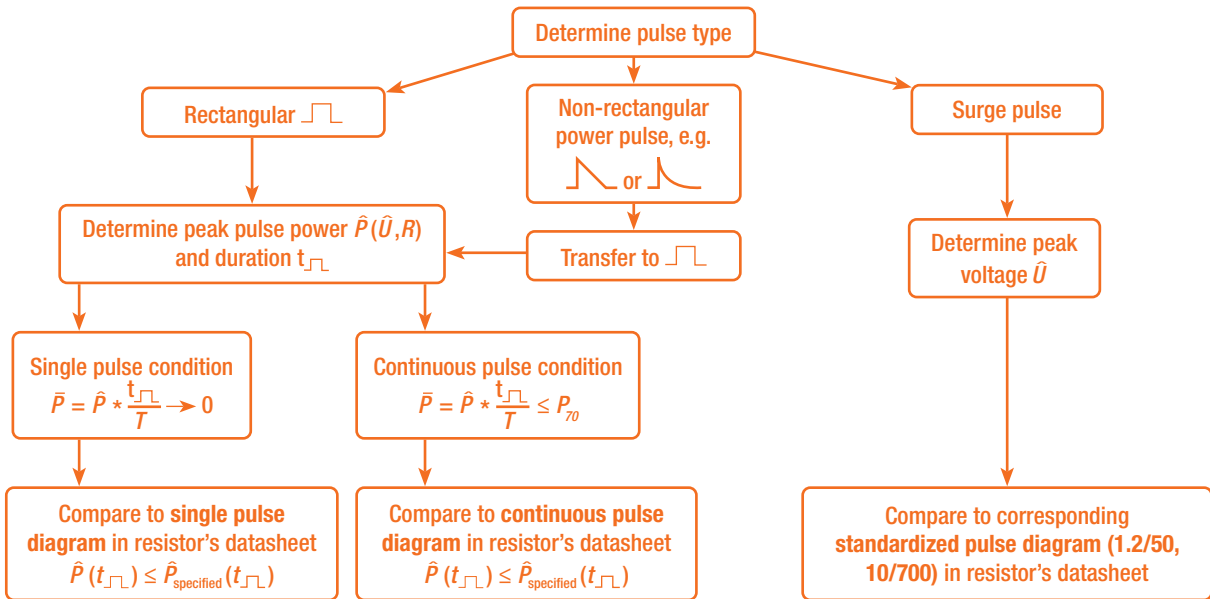 Determine pulse type
Rectangular
Non-rectangular
power pulse, e.g.
or
Surge pulse
Determine peak pulse power P̂(Û,R)
and duration t
Transfer to
Determine peak
voltage Û
Single pulse condition
P̄ = P̂ * t/T → 0
Continuous pulse condition
P̄ = P̂ * t/T ≤ P₇₀
Compare to single pulse
diagram in resistor's datasheet
P̂(t) ≤ P̂specified(t)
Compare to continuous pulse
diagram in resistor's datasheet
P̂(t) ≤ P̂specified(t)
Compare to corresponding
standardized pulse diagram (1.2/50,
10/700) in resistor's datasheet